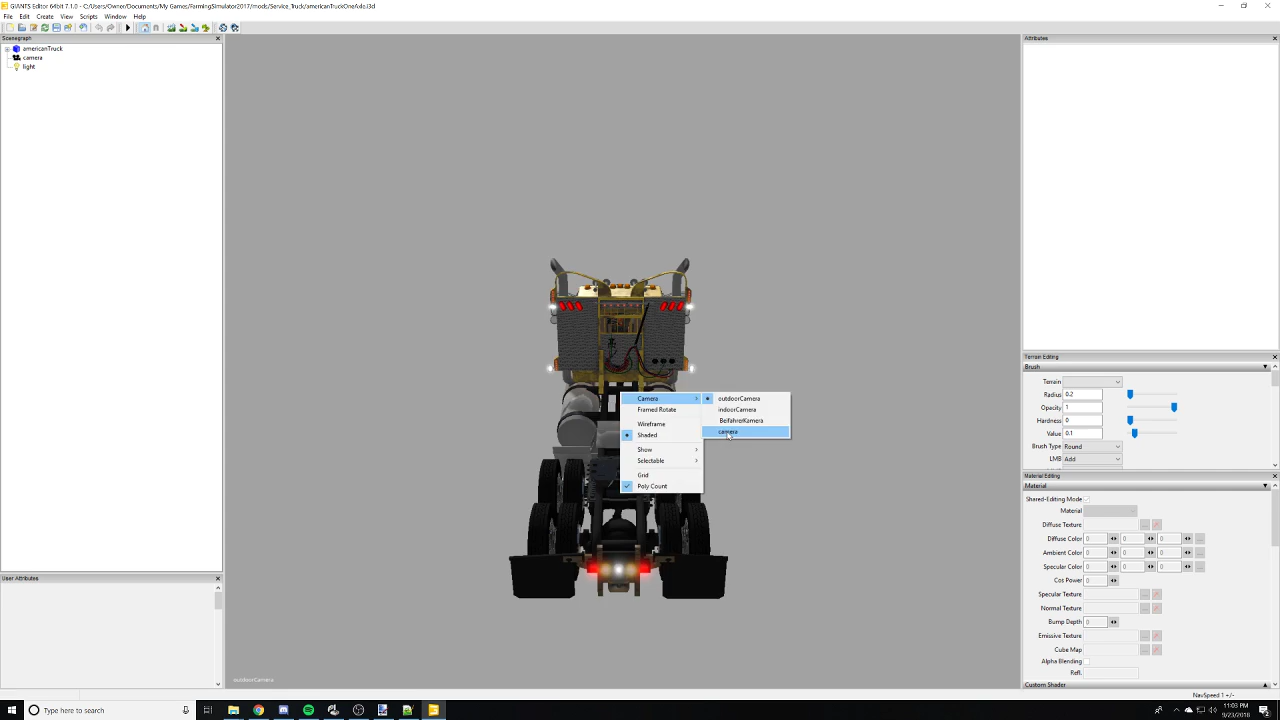 GIANTS Editor 64bit 7.1.0 - C:/Users/Owner/Documents/My Games/FarmingSimulator2017/mods/Service_Truck/americanTruckOneAxle.i3d
File Edit Create View Scripts Window Help
Scenegraph
americanTruck
camera
light
User Attributes
Camera
Framed Rotate
Wireframe
Shaded
Show
Selectable
Grid
Poly Count
outdoorCamera
indoorCamera
BeifahrerKamera
camera
outdoorCamera
Attributes
Terrain Editing
Brush
Terrain
Radius 0.2
Opacity 1
Hardness 0
Value 0.1
Brush Type Round
LMB Add
Material Editing
Material
Shared-Editing Mode
Material
Diffuse Texture ...
Diffuse Color 0 0 0 ...
Ambient Color 0 0 0 ...
Specular Color 0 0 0 ...
Cos Power 0
Specular Texture ...
Normal Texture ...
Bump Depth 0
Emissive Texture ...
Cube Map ...
Alpha Blending
Refl.
Custom Shader
NavSpeed 1 +/-
Type here to search
11:03 PM
9/23/2018